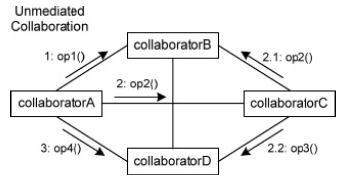 Unmediated
Collaboration
collaboratorB
1: op1()
2.1: op2()
2: op2()
collaboratorA
collaboratorC
3: op4()
2.2: op3()
collaboratorD